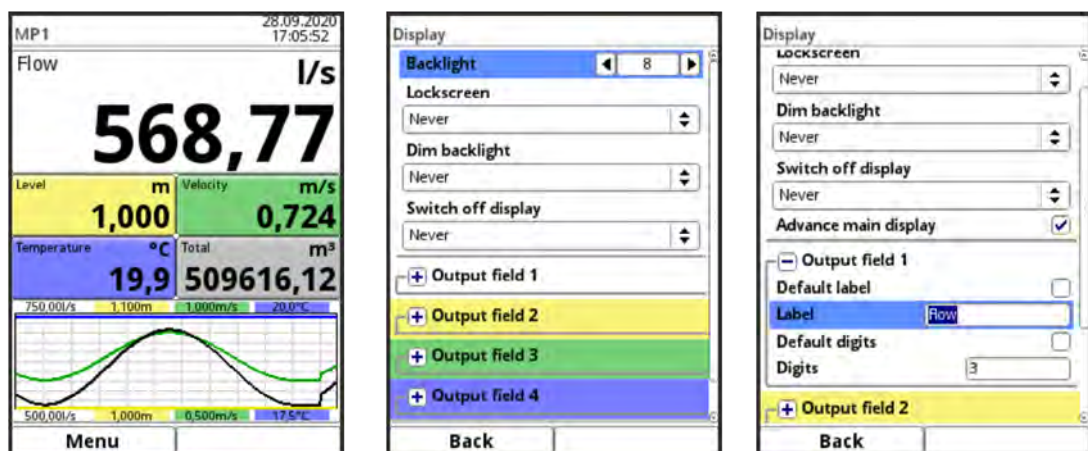 28.09.2020
MP1 17:05:52
Flow l/s
568,77
Level m Velocity m/s
1,000 0,724
Temperature °C Total m³
19,9 509616,12
750,00l/s 1,100m 1,000m/s 20,0°C
500,00l/s 1,000m 0,500m/s 17,5°C
Menu
Display
Backlight 8
Lockscreen
Never
Dim backlight
Never
Switch off display
Never
Output field 1
Output field 2
Output field 3
Output field 4
Back
Display
Lockscreen
Never
Dim backlight
Never
Switch off display
Never
Advance main display
Output field 1
Default label
Label Flow
Default digits
Digits 3
Output field 2
Back